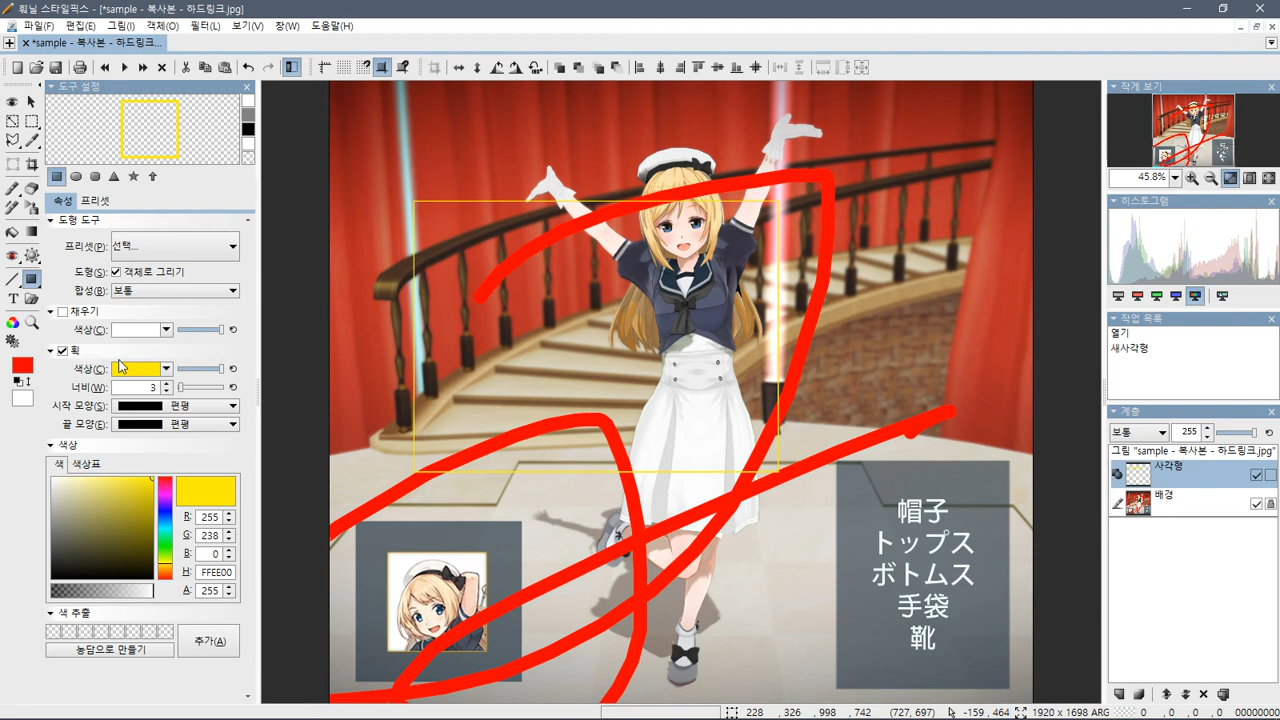 훠닐 스타일픽스 - [*sample - 복사본 - 하드링크.jpg]
파일(F) 편집(E) 그림(I) 객체(O) 필터(L) 보기(V) 창(W) 도움말(H)
*sample - 복사본 - 하드링크...
도구 설정
속성 프리셋
도형 도구
프리셋(P): 선택...
도형(S): 객체로 그리기
합성(B): 보통
채우기
색상(C):
획
색상(C):
너비(W): 3
시작 모양(S): 편평
끝 모양(E): 편평
색상
색 색상표
R: 255
G: 238
B: 0
H: FFEE00
A: 255
색 추출
추가(A)
농담으로 만들기
帽子
トップス
ボトムス
手袋
靴
작게 보기
45.8%
히스토그램
작업 목록
열기
새사각형
계층
보통 255
그림 "sample - 복사본 - 하드링크.jpg"
사각형
배경
228 , 326 , 998 , 742 (727, 697) -159 , 464 1920 x 1698 ARG 0 , 0 , 0 , 0 00000000